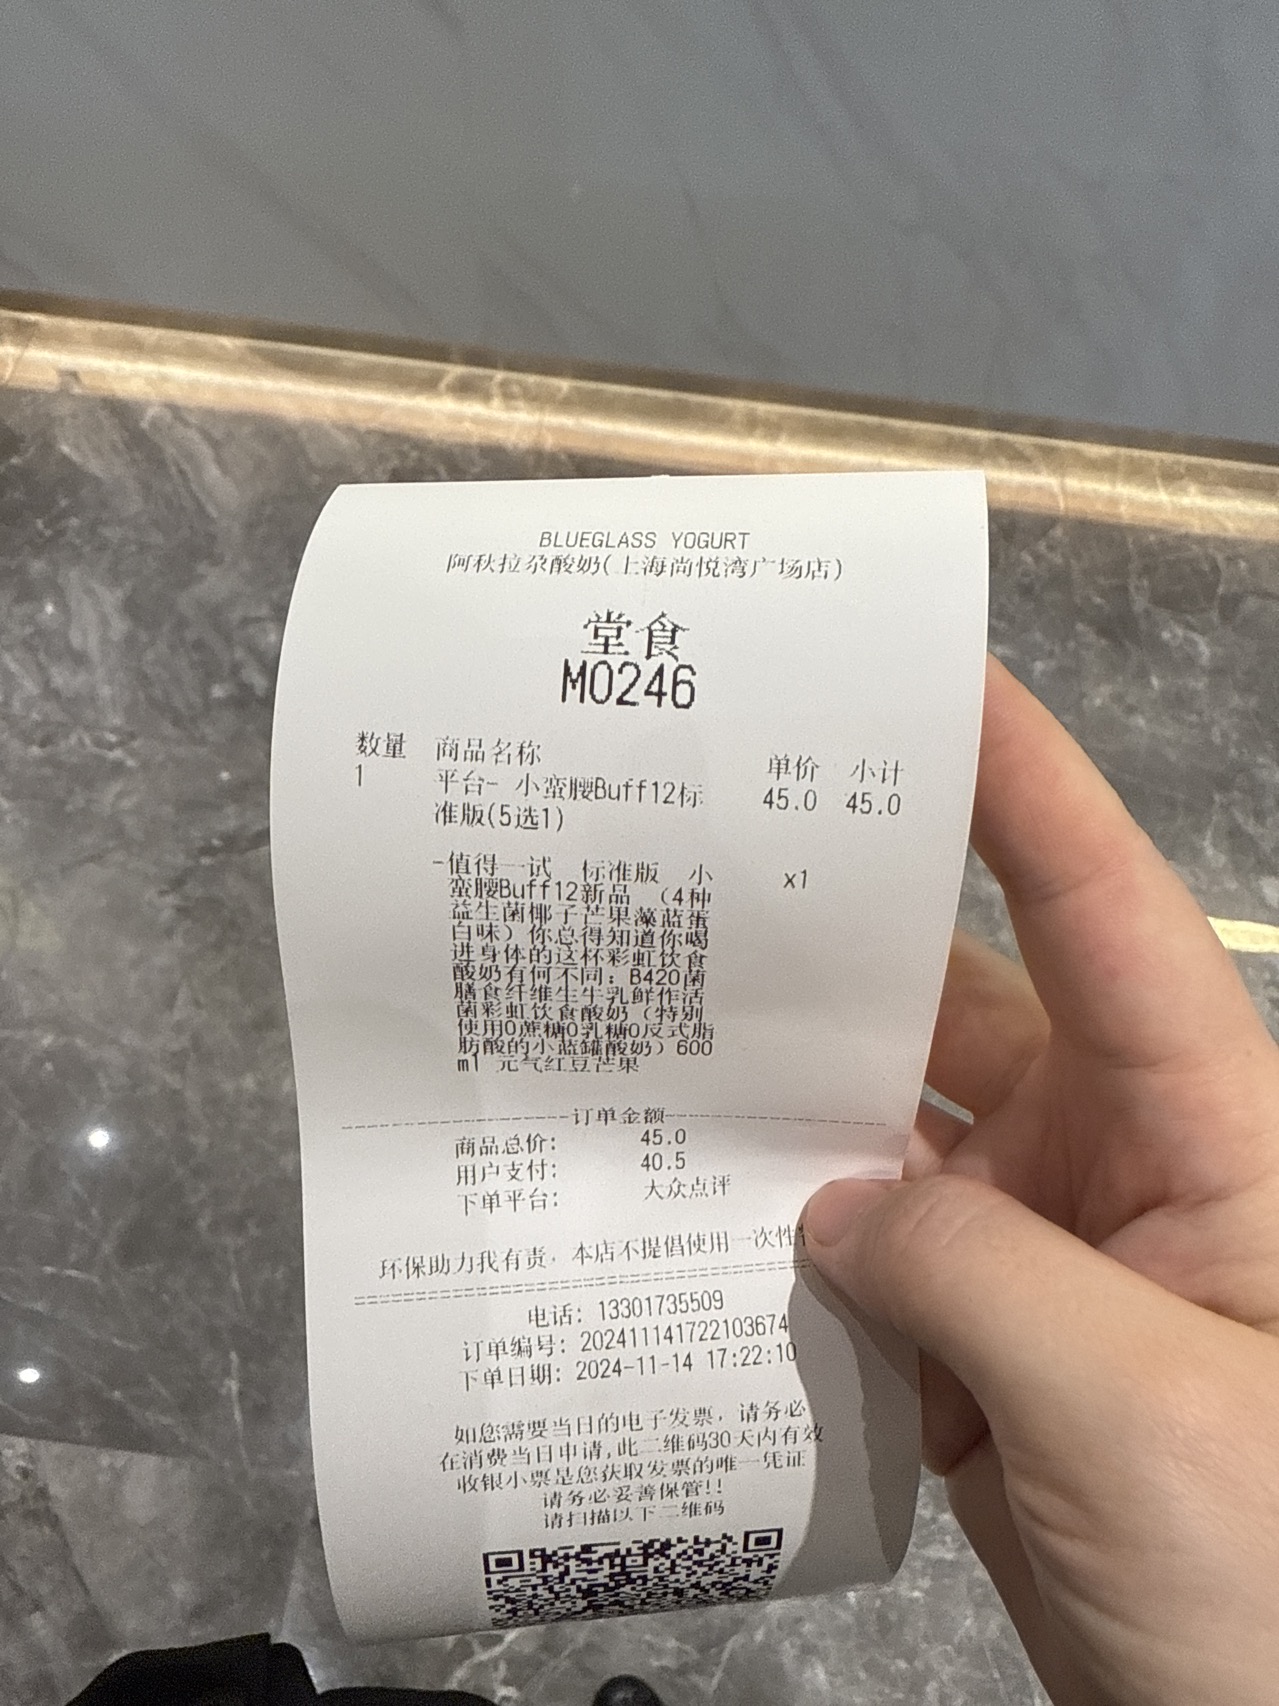 BLUEGLASS YOGURT
阿秋拉尕酸奶(上海尚悦湾广场店)
堂食
M0246
数量 商品名称 单价 小计
1 平台- 小蛮腰Buff12标 45.0 45.0
准版(5选1)
-值得一试 标准版 小 x1
蛮腰Buff12新品 （4种
益生菌椰子芒果藻蓝蛋
白味）你总得知道你喝
进身体的这杯彩虹饮食
酸奶有何不同：B420菌
膳食纤维生牛乳鲜作活
菌彩虹饮食酸奶（特别
使用0蔗糖0乳糖0反式脂
肪酸的小蓝罐酸奶）600
ml 元气红豆芒果
订单金额
商品总价: 45.0
用户支付: 40.5
下单平台: 大众点评
环保助力我有责，本店不提倡使用一次性
电话: 13301735509
订单编号: 202411141722103674
下单日期: 2024-11-14 17:22:10
如您需要当日的电子发票，请务必
在消费当日申请,此二维码30天内有效
收银小票是您获取发票的唯一凭证
请务必妥善保管!!
请扫描以下二维码